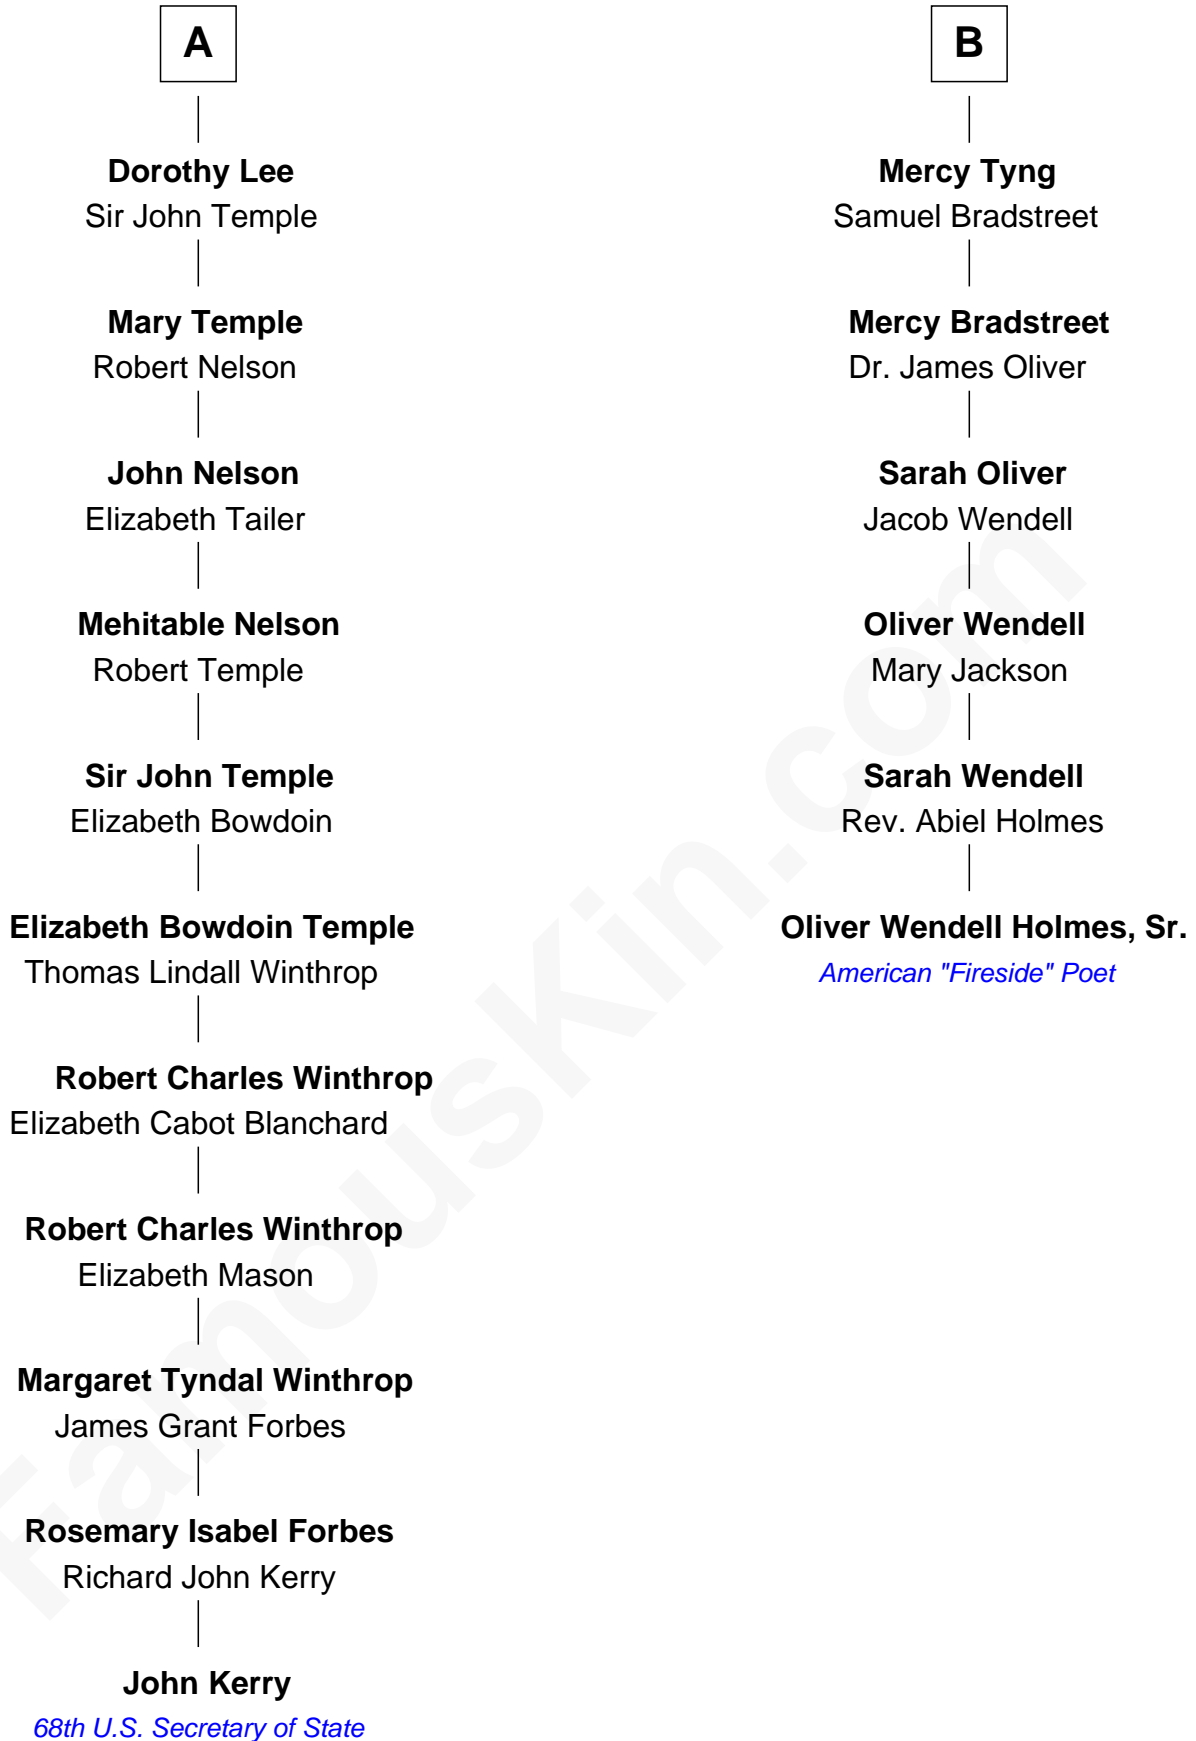 A
Dorothy Lee
Sir John Temple
Mary Temple
Robert Nelson
John Nelson
Elizabeth Tailer
Mehitable Nelson
Robert Temple
Sir John Temple
Elizabeth Bowdoin
Elizabeth Bowdoin Temple
Thomas Lindall Winthrop
Robert Charles Winthrop
Elizabeth Cabot Blanchard
Robert Charles Winthrop
Elizabeth Mason
Margaret Tyndal Winthrop
James Grant Forbes
Rosemary Isabel Forbes
Richard John Kerry
John Kerry
68th U.S. Secretary of State
B
Mercy Tyng
Samuel Bradstreet
Mercy Bradstreet
Dr. James Oliver
Sarah Oliver
Jacob Wendell
Oliver Wendell
Mary Jackson
Sarah Wendell
Rev. Abiel Holmes
Oliver Wendell Holmes, Sr.
American "Fireside" Poet
FamousKin.com